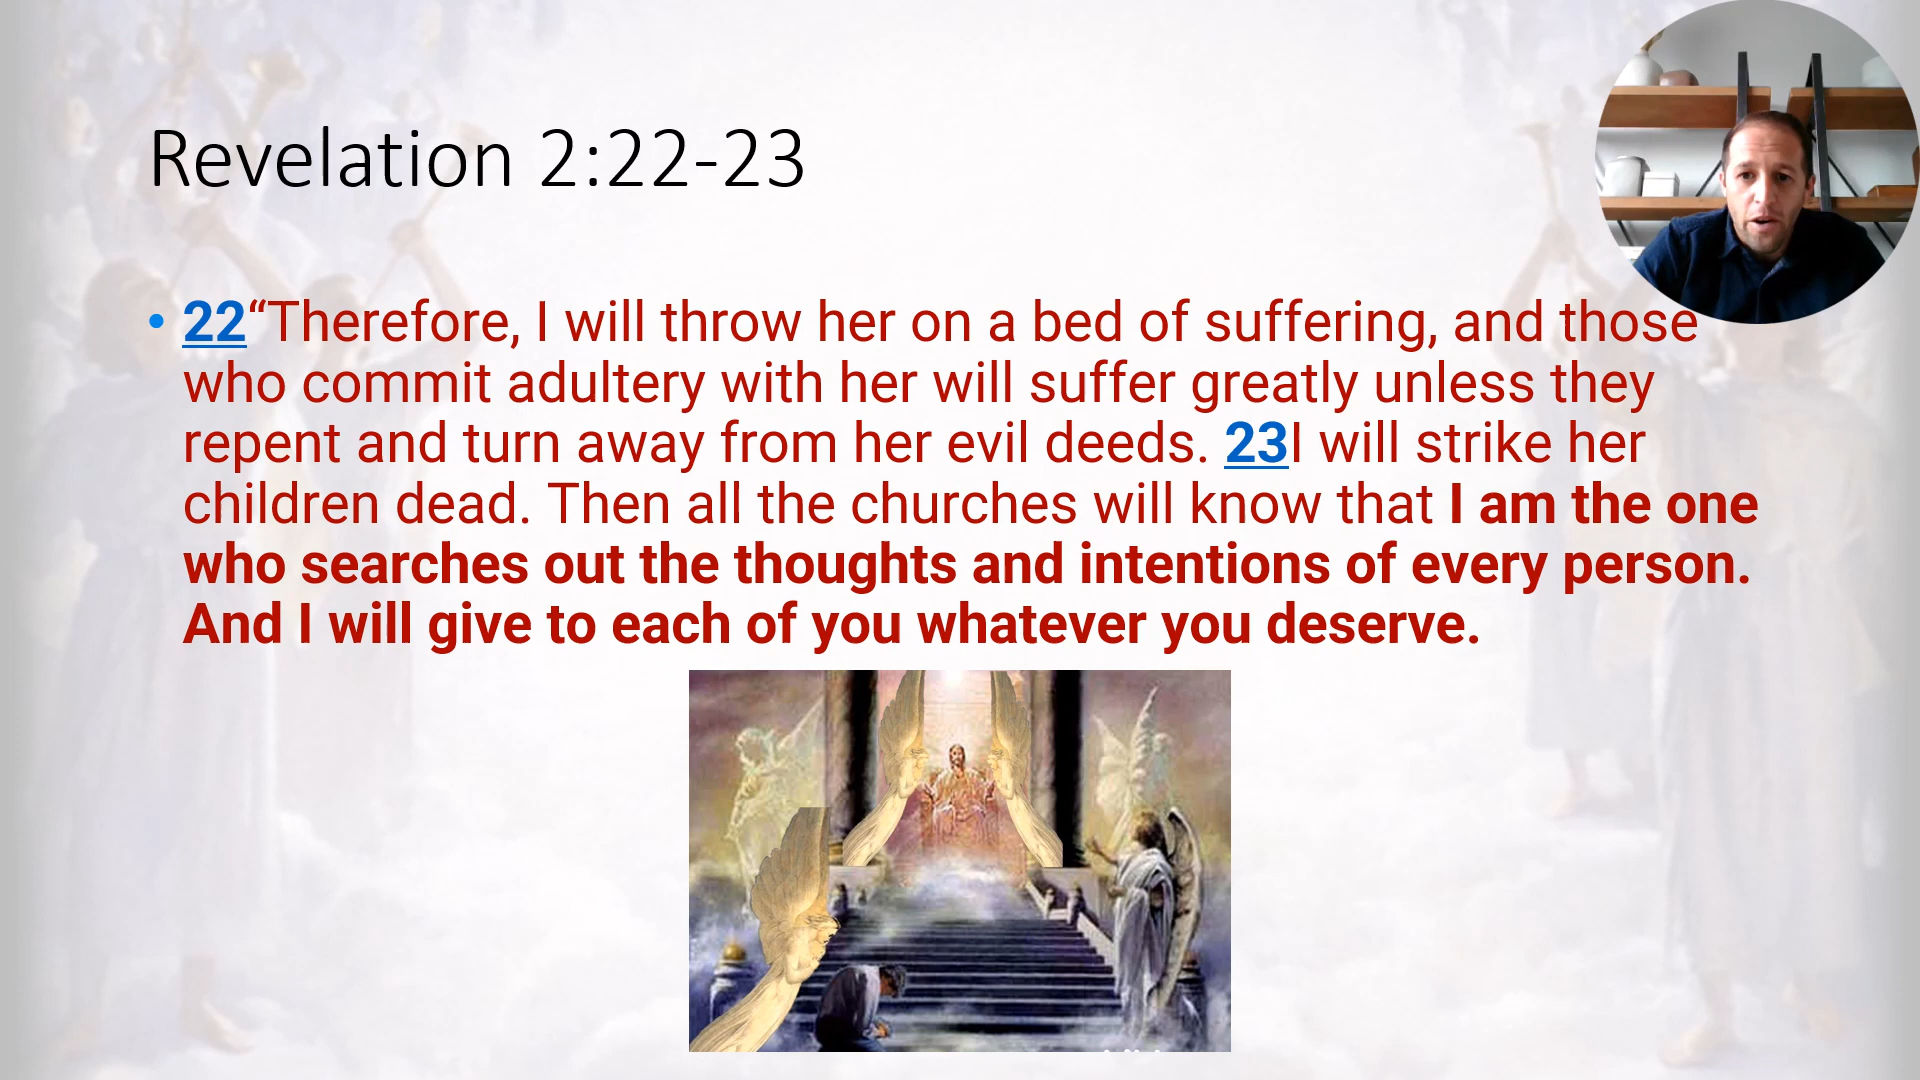 Revelation 2:22-23
• 22“Therefore, I will throw her on a bed of suffering, and those
who commit adultery with her will suffer greatly unless they
repent and turn away from her evil deeds. 23I will strike her
children dead. Then all the churches will know that I am the one
who searches out the thoughts and intentions of every person.
And I will give to each of you whatever you deserve.